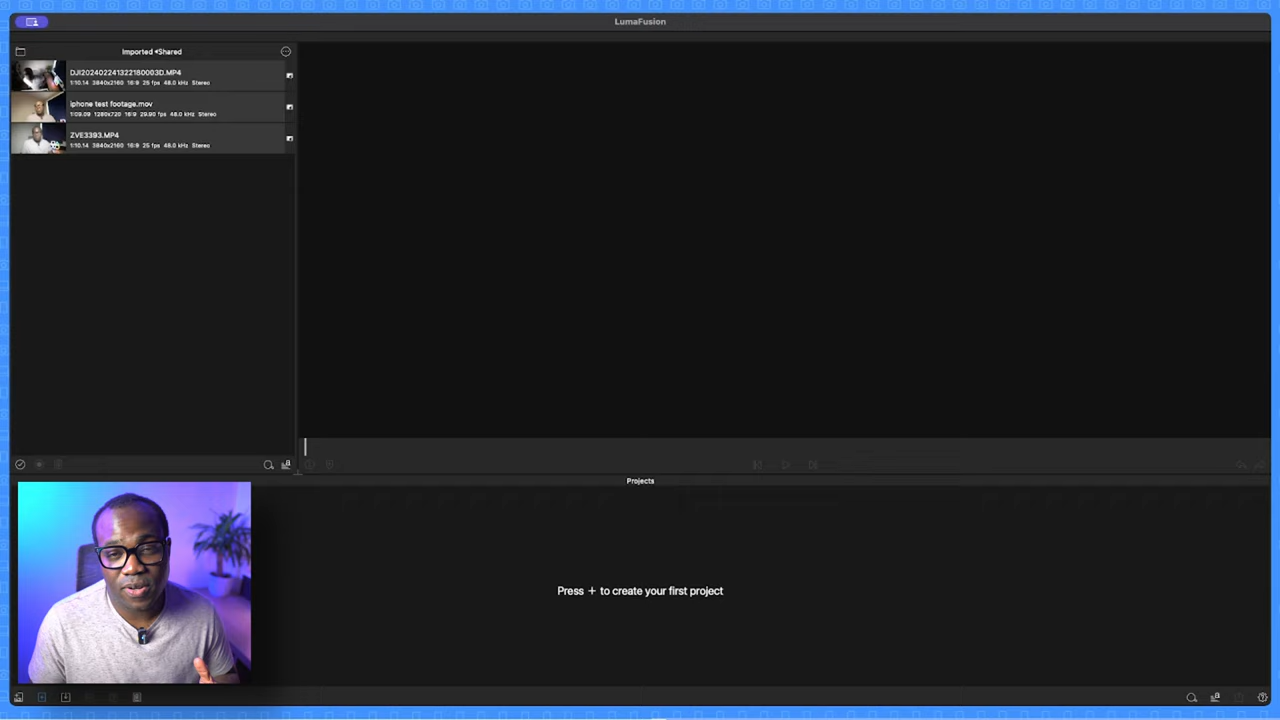 LumaFusion
Imported •Shared
DJI202402241322180003D.MP4
1:10.14 3840x2160 16:9 25 fps 48.0 kHz Stereo
iphone test footage.mov
1:09.09 1280x720 16:9 29.90 fps 48.0 kHz Stereo
ZVE3393.MP4
1:10.14 3840x2160 16:9 25 fps 48.0 kHz Stereo
Projects
Press + to create your first project